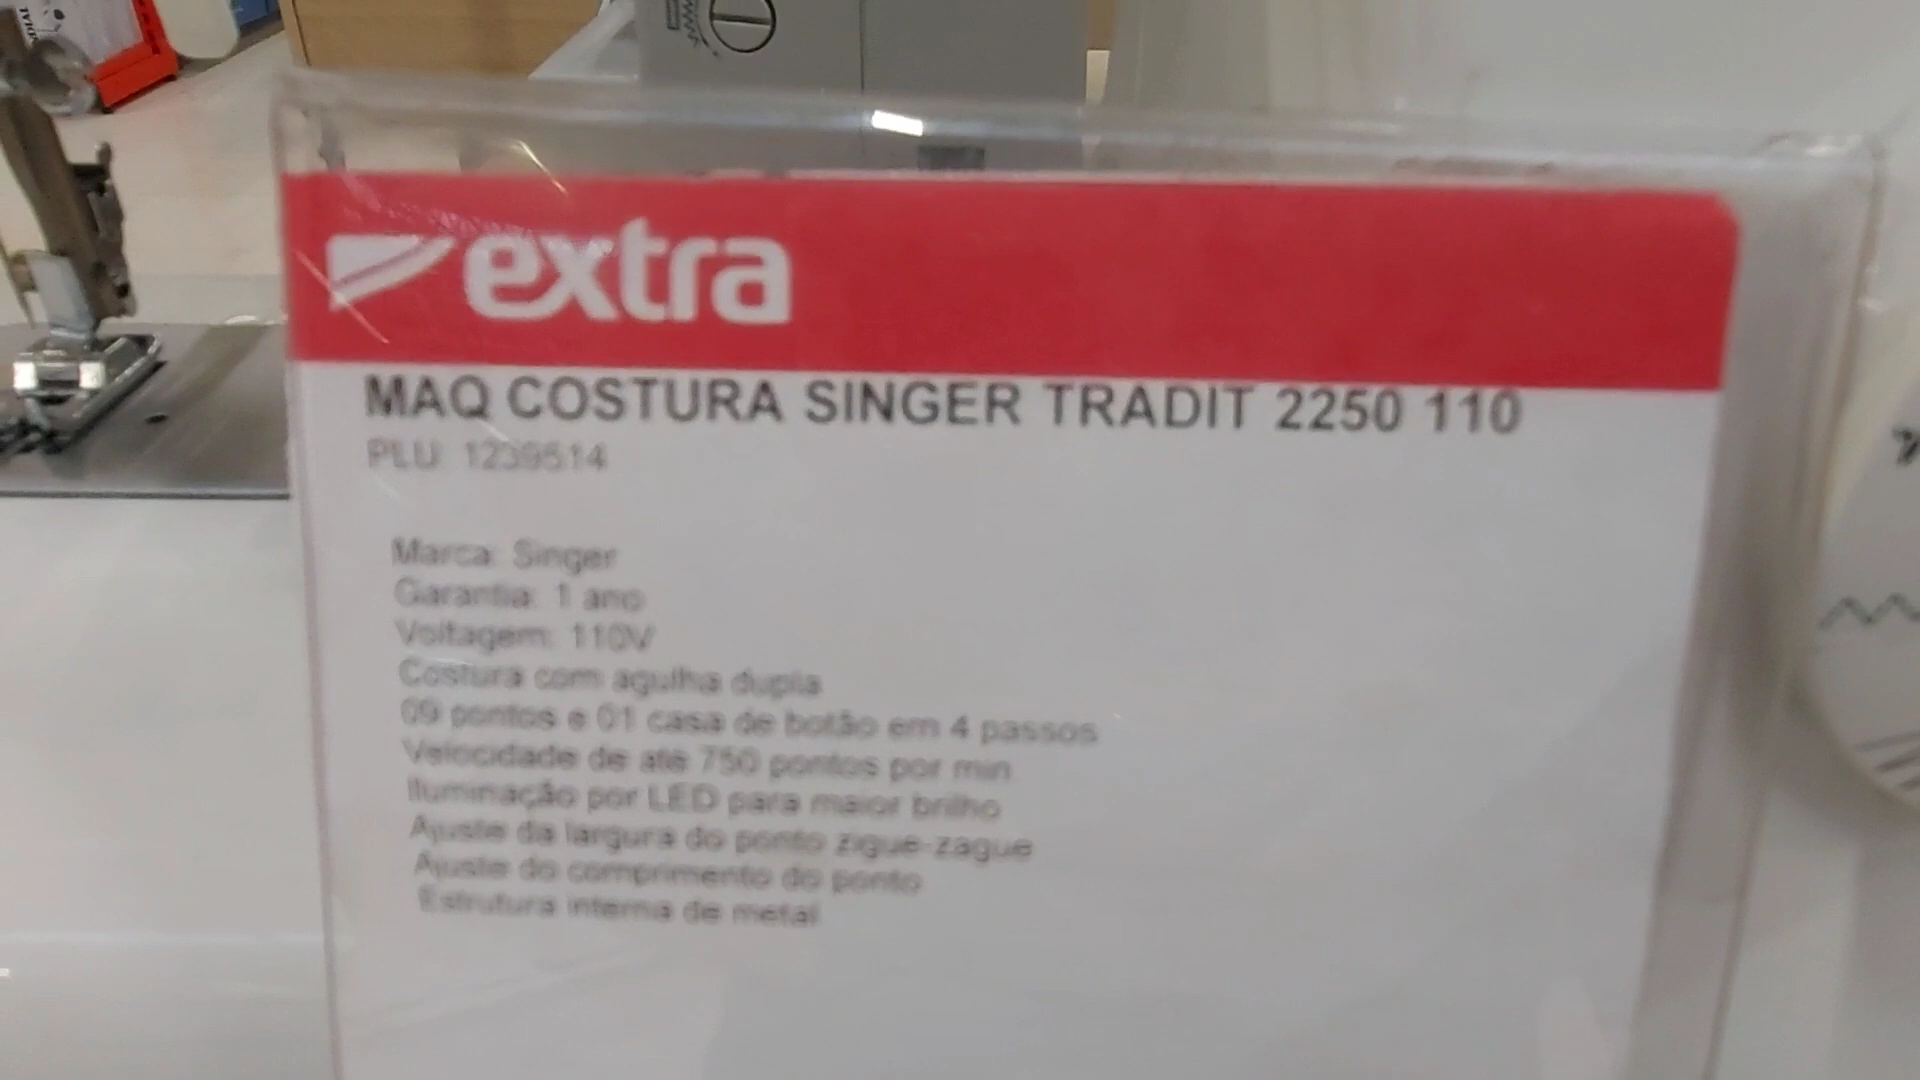 extra
MAQ COSTURA SINGER TRADIT 2250 110
PLU: 1239514
Marca: Singer
Garantia: 1 ano
Voltagem: 110V
Costura com agulha dupla
09 pontos e 01 casa de botão em 4 passos
Velocidade de até 750 pontos por min
Iluminação por LED para maior brilho
Ajuste da largura do ponto zigue-zague
Ajuste do comprimento do ponto
Estrutura interna de metal